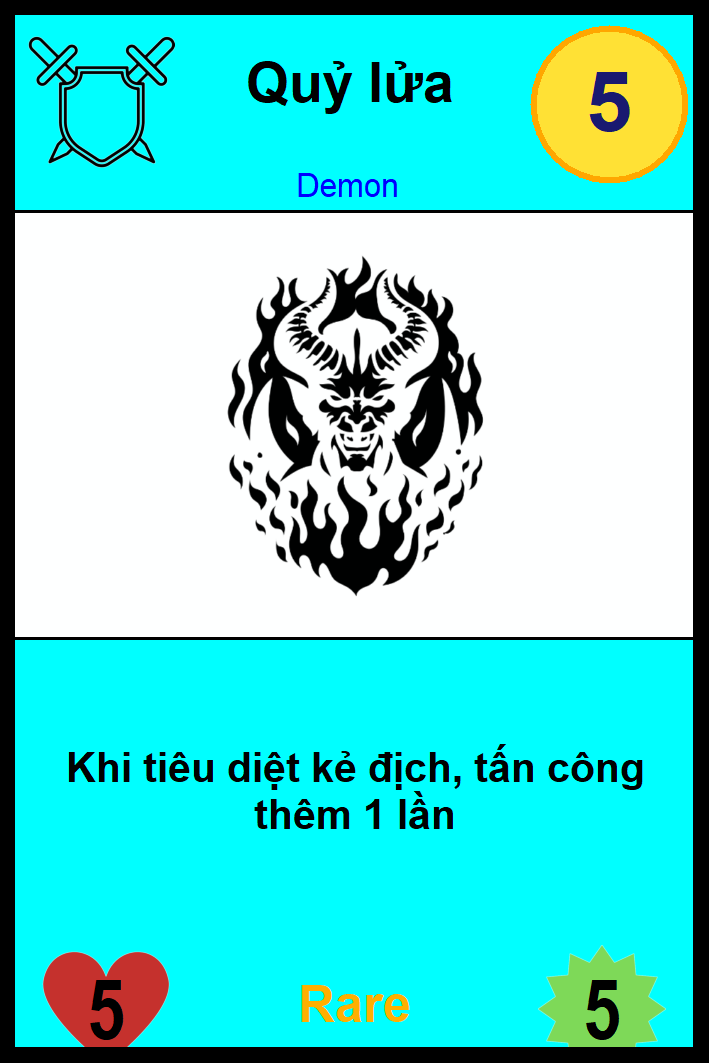 Quỷ lửa
5
Demon
Khi tiêu diệt kẻ địch, tấn công
thêm 1 lần
5
Rare
5